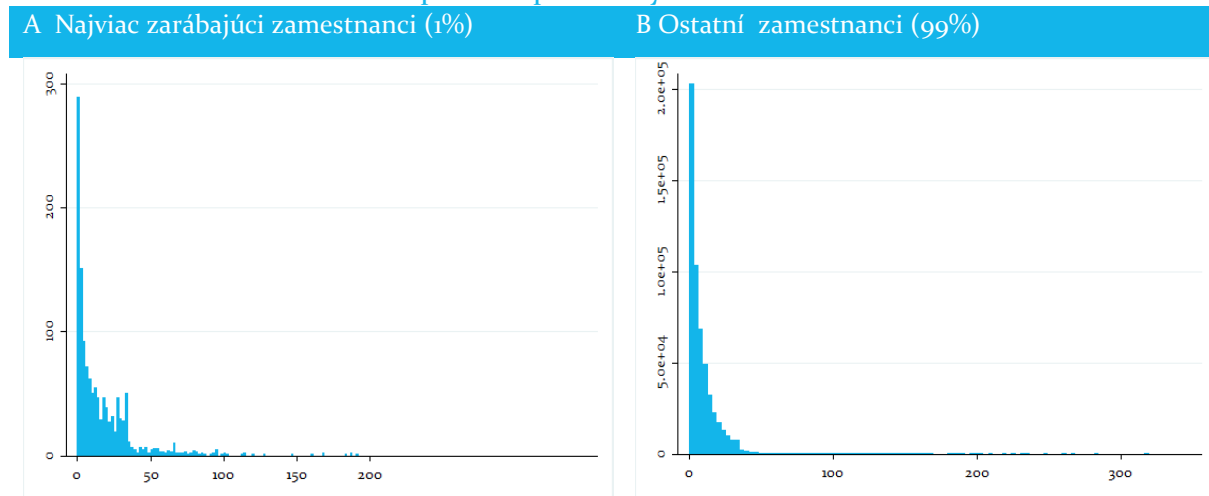 A Najviac zarábajúci zamestnanci (1%)
B Ostatní zamestnanci (99%)
300
200
100
0
0 50 100 150 200
2.0e+05
1.5e+05
1.0e+05
5.0e+04
0
0 100 200 300